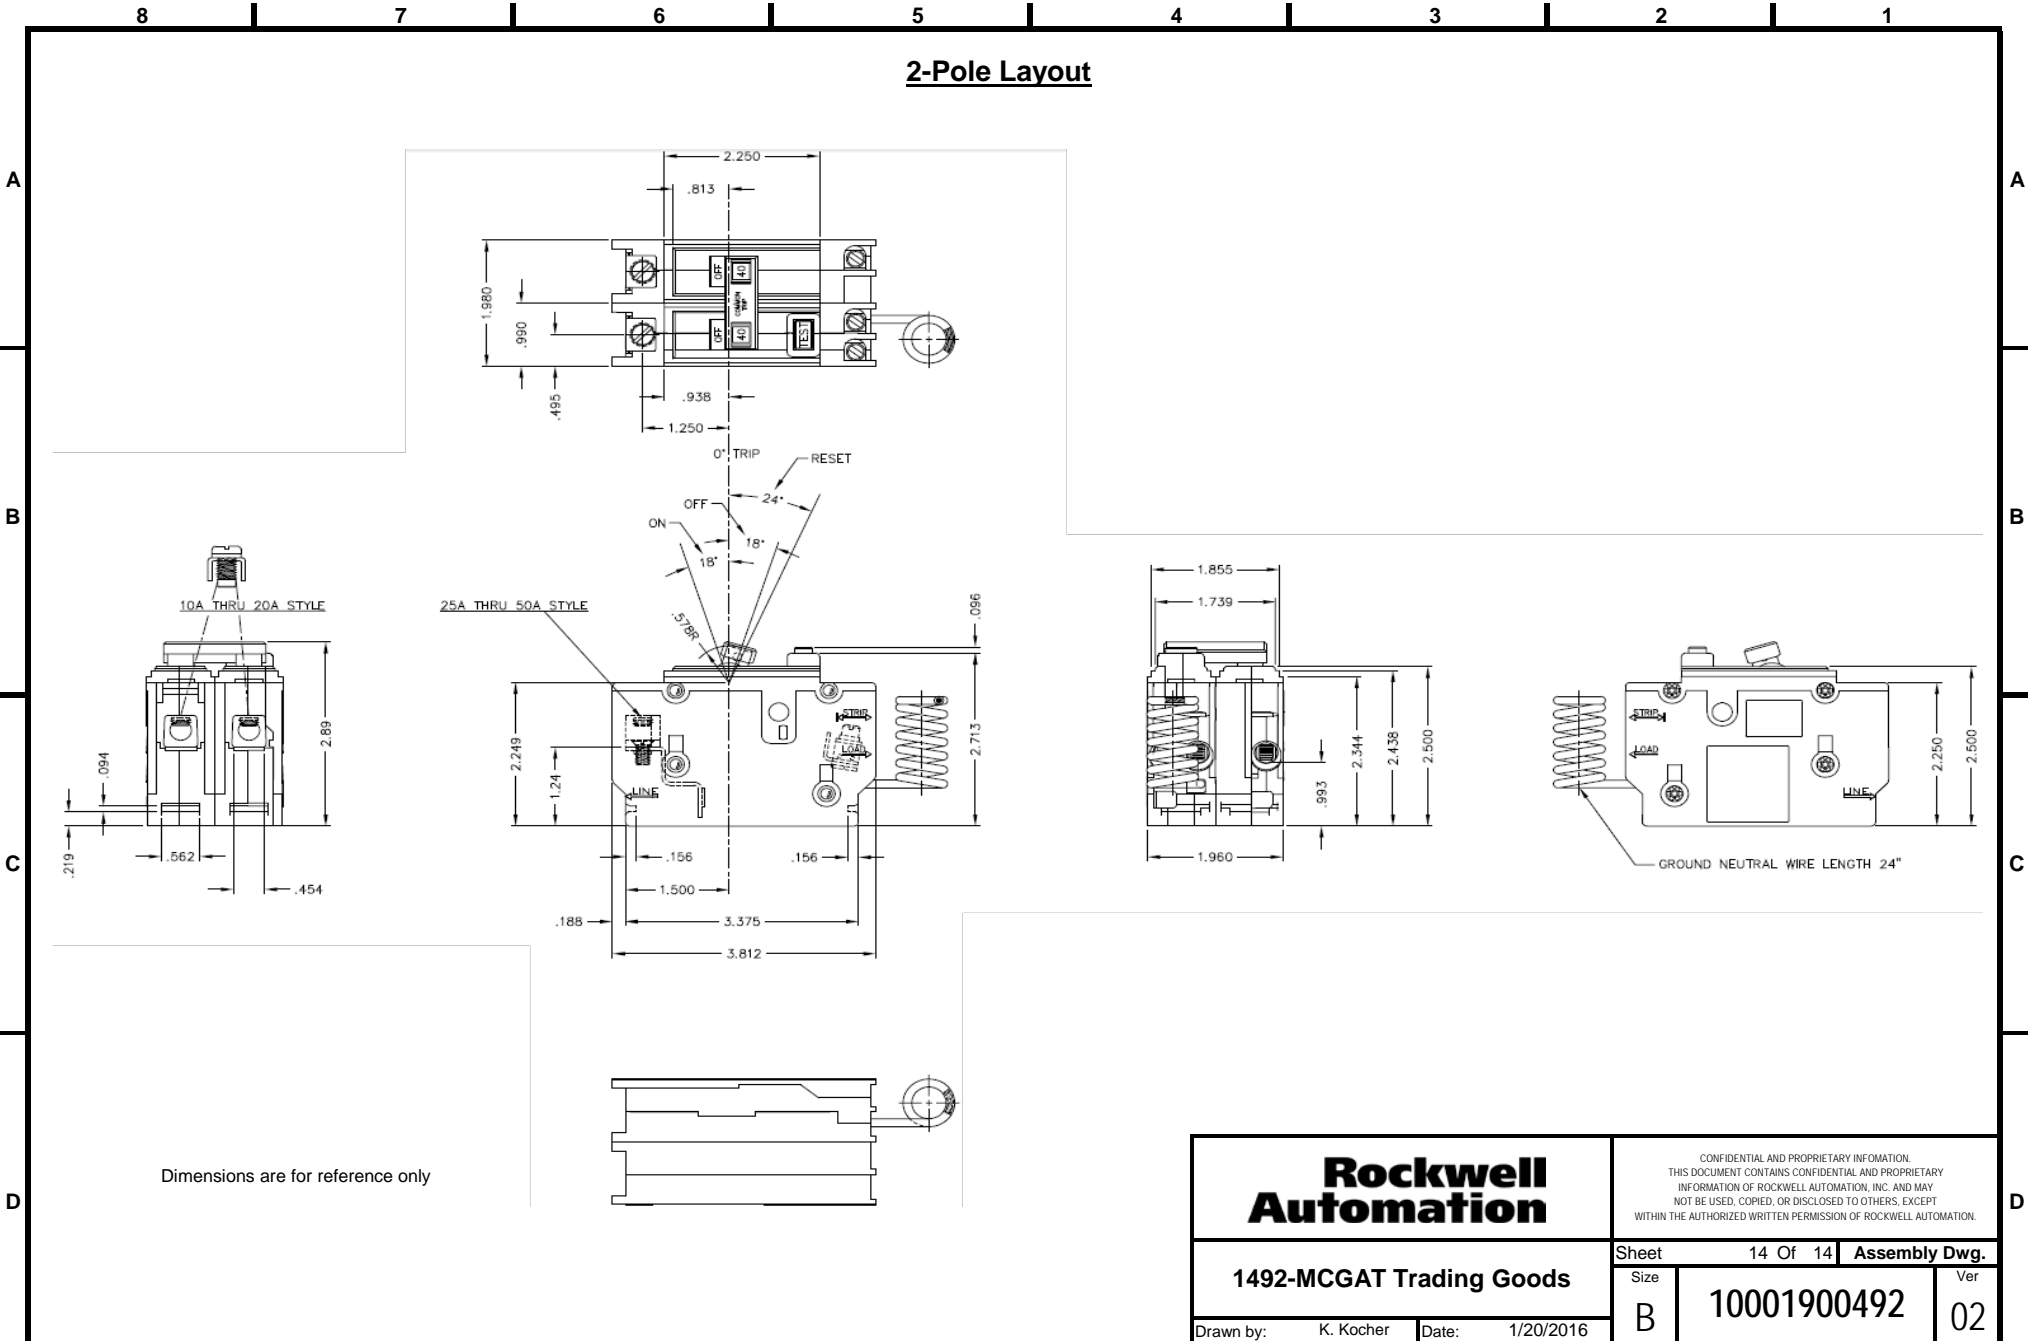 8 7 6 5 4 3 2 1
2-Pole Layout
A
A
2.250
.813
1.980
.990
.495
OFF
40
COMMON
TRIP
OFF
40
TEST
.938
1.250
0° TRIP
RESET
24°
OFF
ON
18°
18°
B
B
10A THRU 20A STYLE
25A THRU 50A STYLE
.578R
.096
1.855
1.739
2.89
.094
.219
.562
.454
2.249
1.24
LINE
STRIP
LOAD
2.713
.156
.156
1.500
.188
3.375
3.812
.993
2.344
2.438
2.500
1.960
STRIP
LOAD
LINE
2.250
2.500
GROUND NEUTRAL WIRE LENGTH 24"
C
C
Dimensions are for reference only
D
D
Rockwell
Automation
CONFIDENTIAL AND PROPRIETARY INFOMATION.
THIS DOCUMENT CONTAINS CONFIDENTIAL AND PROPRIETARY
INFORMATION OF ROCKWELL AUTOMATION, INC. AND MAY
NOT BE USED, COPIED, OR DISCLOSED TO OTHERS, EXCEPT
WITHIN THE AUTHORIZED WRITTEN PERMISSION OF ROCKWELL AUTOMATION.
1492-MCGAT Trading Goods
Sheet 14 Of 14 Assembly Dwg.
Size
B
10001900492
Ver
02
Drawn by: K. Kocher Date: 1/20/2016